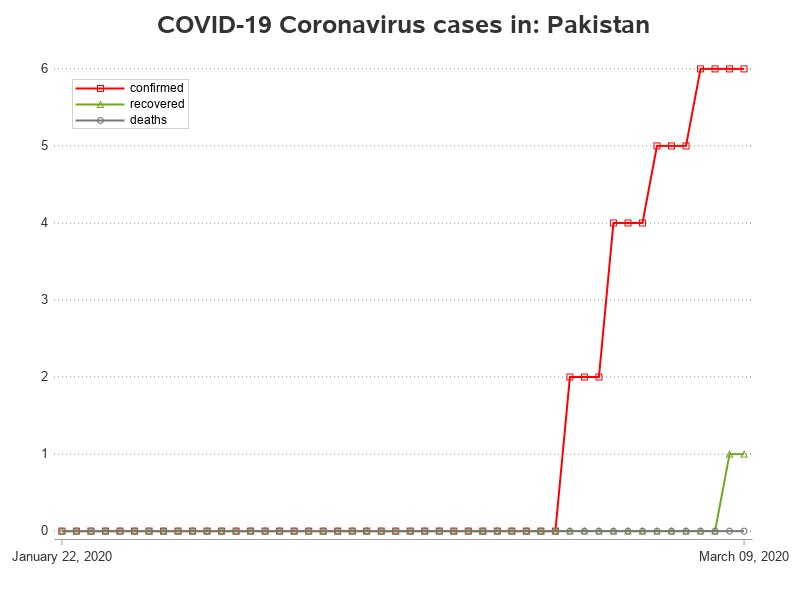 COVID-19 Coronavirus cases in: Pakistan
6
confirmed
recovered
deaths
5
4
3
2
1
0
January 22, 2020
March 09, 2020